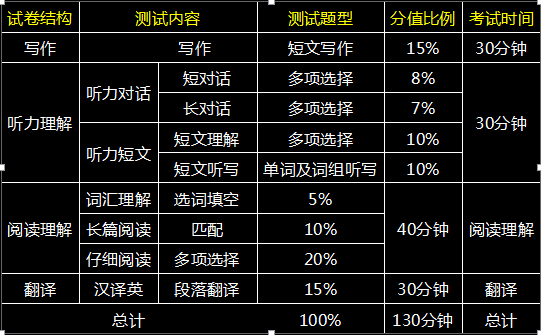 试卷结构 测试内容 测试题型 分值比例 考试时间
写作 写作 短文写作 15% 30分钟
听力理解 听力对话 短对话 多项选择 8% 30分钟
长对话 多项选择 7%
听力短文 短文理解 多项选择 10%
短文听写 单词及词组听写 10%
阅读理解 词汇理解 选词填空 5% 40分钟 阅读理解
长篇阅读 匹配 10%
仔细阅读 多项选择 20%
翻译 汉译英 段落翻译 15% 30分钟 翻译
总计 100% 130分钟 总计